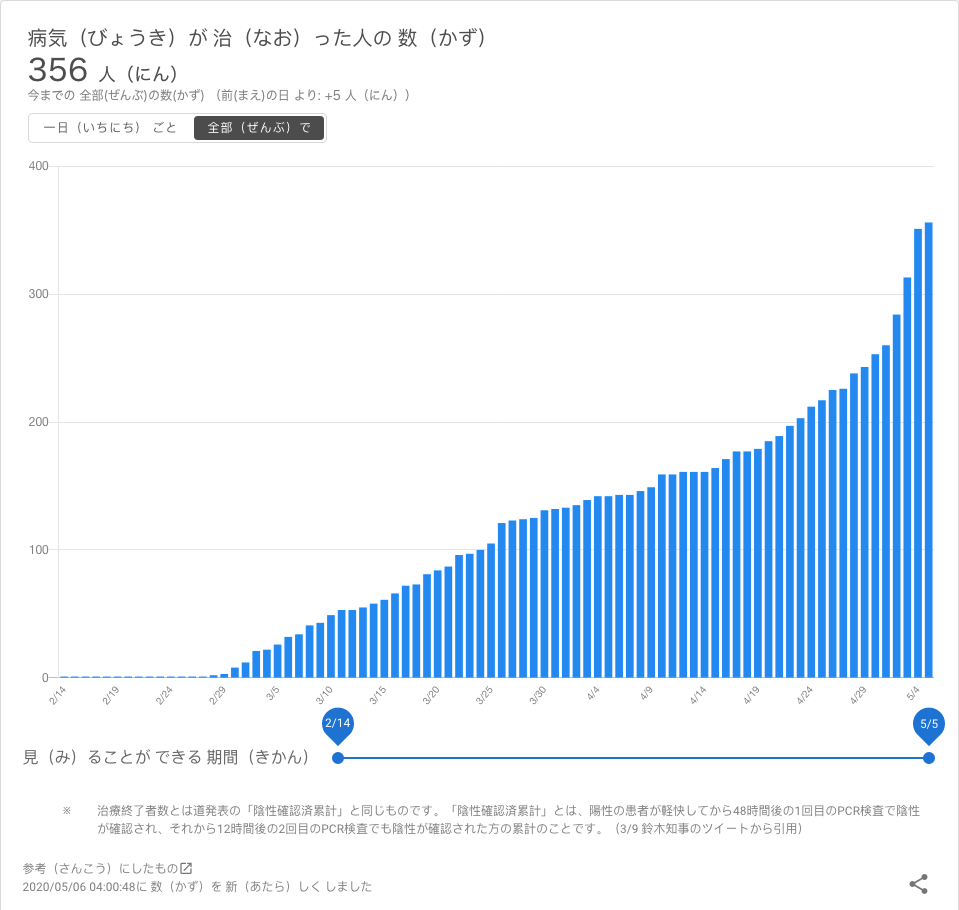 病気（びょうき）が 治（なお）った人の 数（かず）
356 人（にん）
今までの 全部(ぜんぶ)の数(かず) （前(まえ)の日 より: +5 人（にん））
一日（いちにち） ごと 全部（ぜんぶ）で
400
300
200
100
0
2/14 2/19 2/24 2/29 3/5 3/10 3/15 3/20 3/25 3/30 4/4 4/9 4/14 4/19 4/24 4/29 5/4
2/14 5/5
見（み）ることが できる 期間（きかん）
※ 治療終了者数とは道発表の「陰性確認済累計」と同じものです。「陰性確認済累計」とは、陽性の患者が軽快してから48時間後の1回目のPCR検査で陰性
が確認され、それから12時間後の2回目のPCR検査でも陰性が確認された方の累計のことです。（3/9 鈴木知事のツイートから引用）
参考（さんこう）にしたもの
2020/05/06 04:00:48に 数（かず）を 新（あたら）しく しました